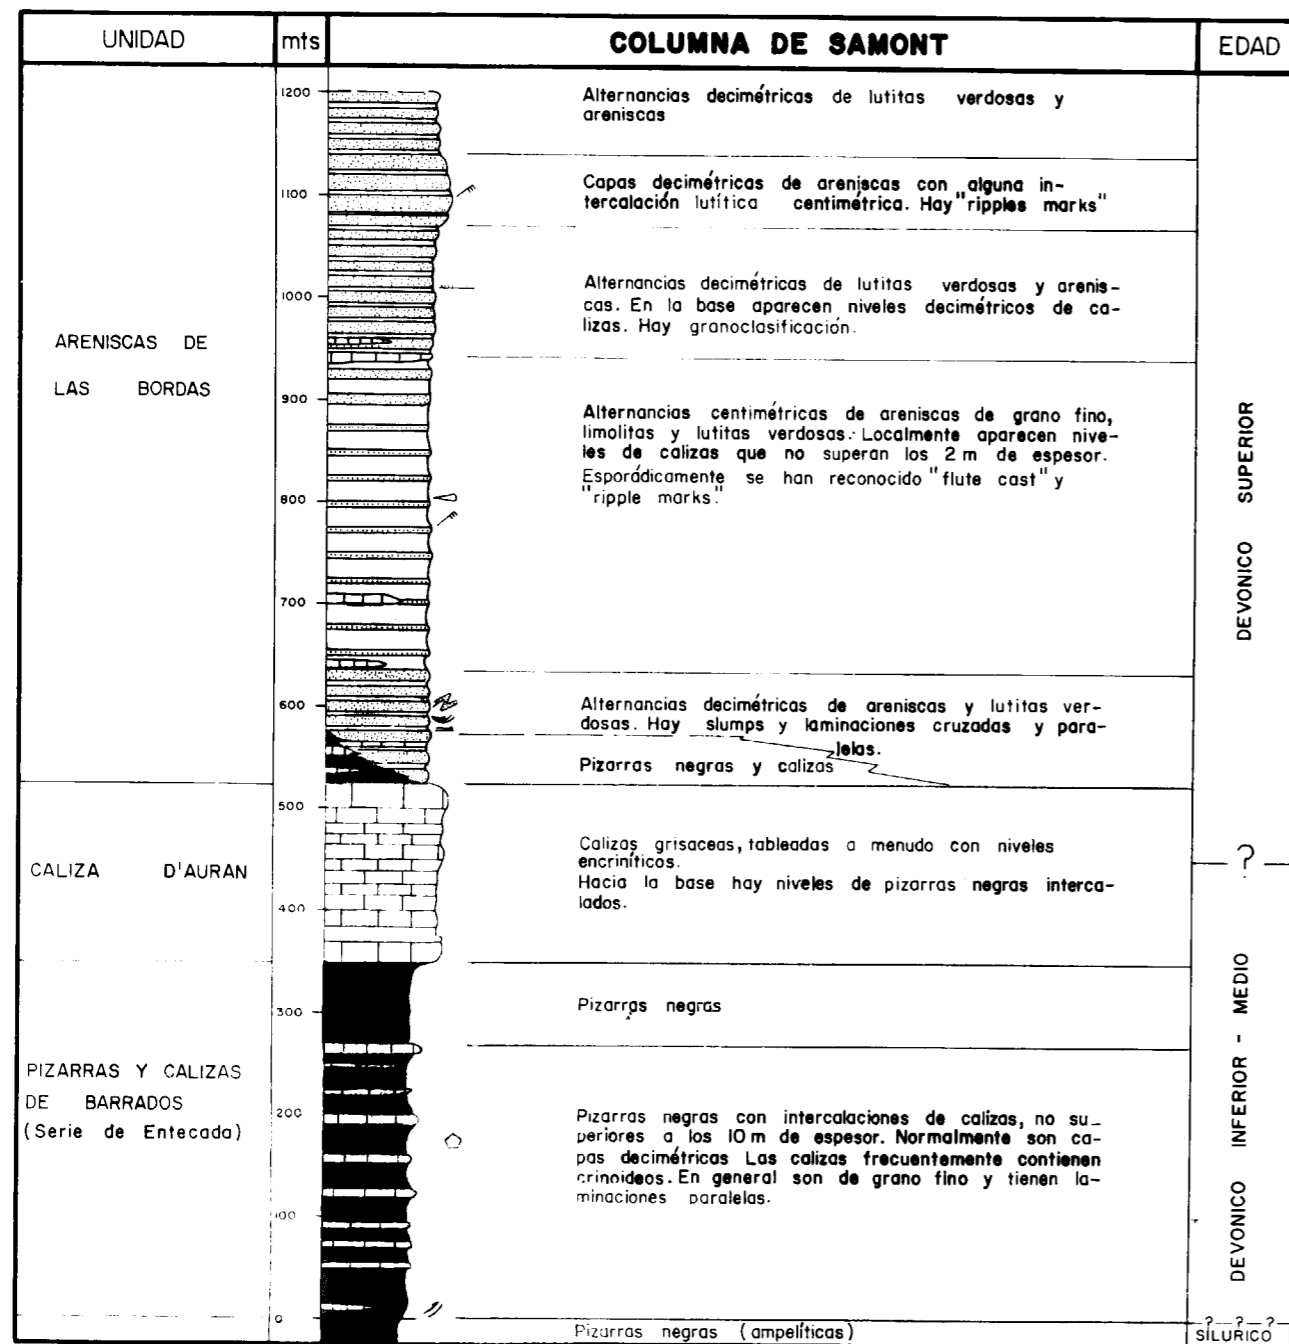 UNIDAD
mts
COLUMNA DE SAMONT
EDAD
ARENISCAS DE
LAS BORDAS
CALIZA D'AURAN
PIZARRAS Y CALIZAS
DE BARRADOS
(Serie de Entecada)
1200
1100
1000
900
800
700
600
500
400
300
200
100
0
Alternancias decimétricas de lutitas verdosas y
areniscas
Capas decimétricas de areniscas con alguna in-
tercalación lutítica centimétrica. Hay "ripples marks"
Alternancias decimétricas de lutitas verdosas y arenis-
cas. En la base aparecen niveles decimétricos de ca-
lizas. Hay granoclasificación.
Alternancias centimétricas de areniscas de grano fino,
limolitas y lutitas verdosas. Localmente aparecen nive-
les de calizas que no superan los 2 m de espesor.
Esporádicamente se han reconocido "flute cast" y
"ripple marks".
Alternancias decimétricas de areniscas y lutitas ver-
dosas. Hay slumps y laminaciones cruzadas y para-
lelas.
Pizarras negras y calizas
Calizas grisaceas, tableadas a menudo con niveles
encriníticos.
Hacia la base hay niveles de pizarras negras interca-
lados.
Pizarras negras
Pizarras negras con intercalaciones de calizas, no su_
periores a los 10 m de espesor. Normalmente son ca-
pas decimétricas Las calizas frecuentemente contienen
crinoideos. En general son de grano fino y tienen la-
minaciones paralelas.
Pizarras negras (ampelíticas)
DEVONICO SUPERIOR
?
DEVONICO INFERIOR - MEDIO
? ? ?
SILURICO